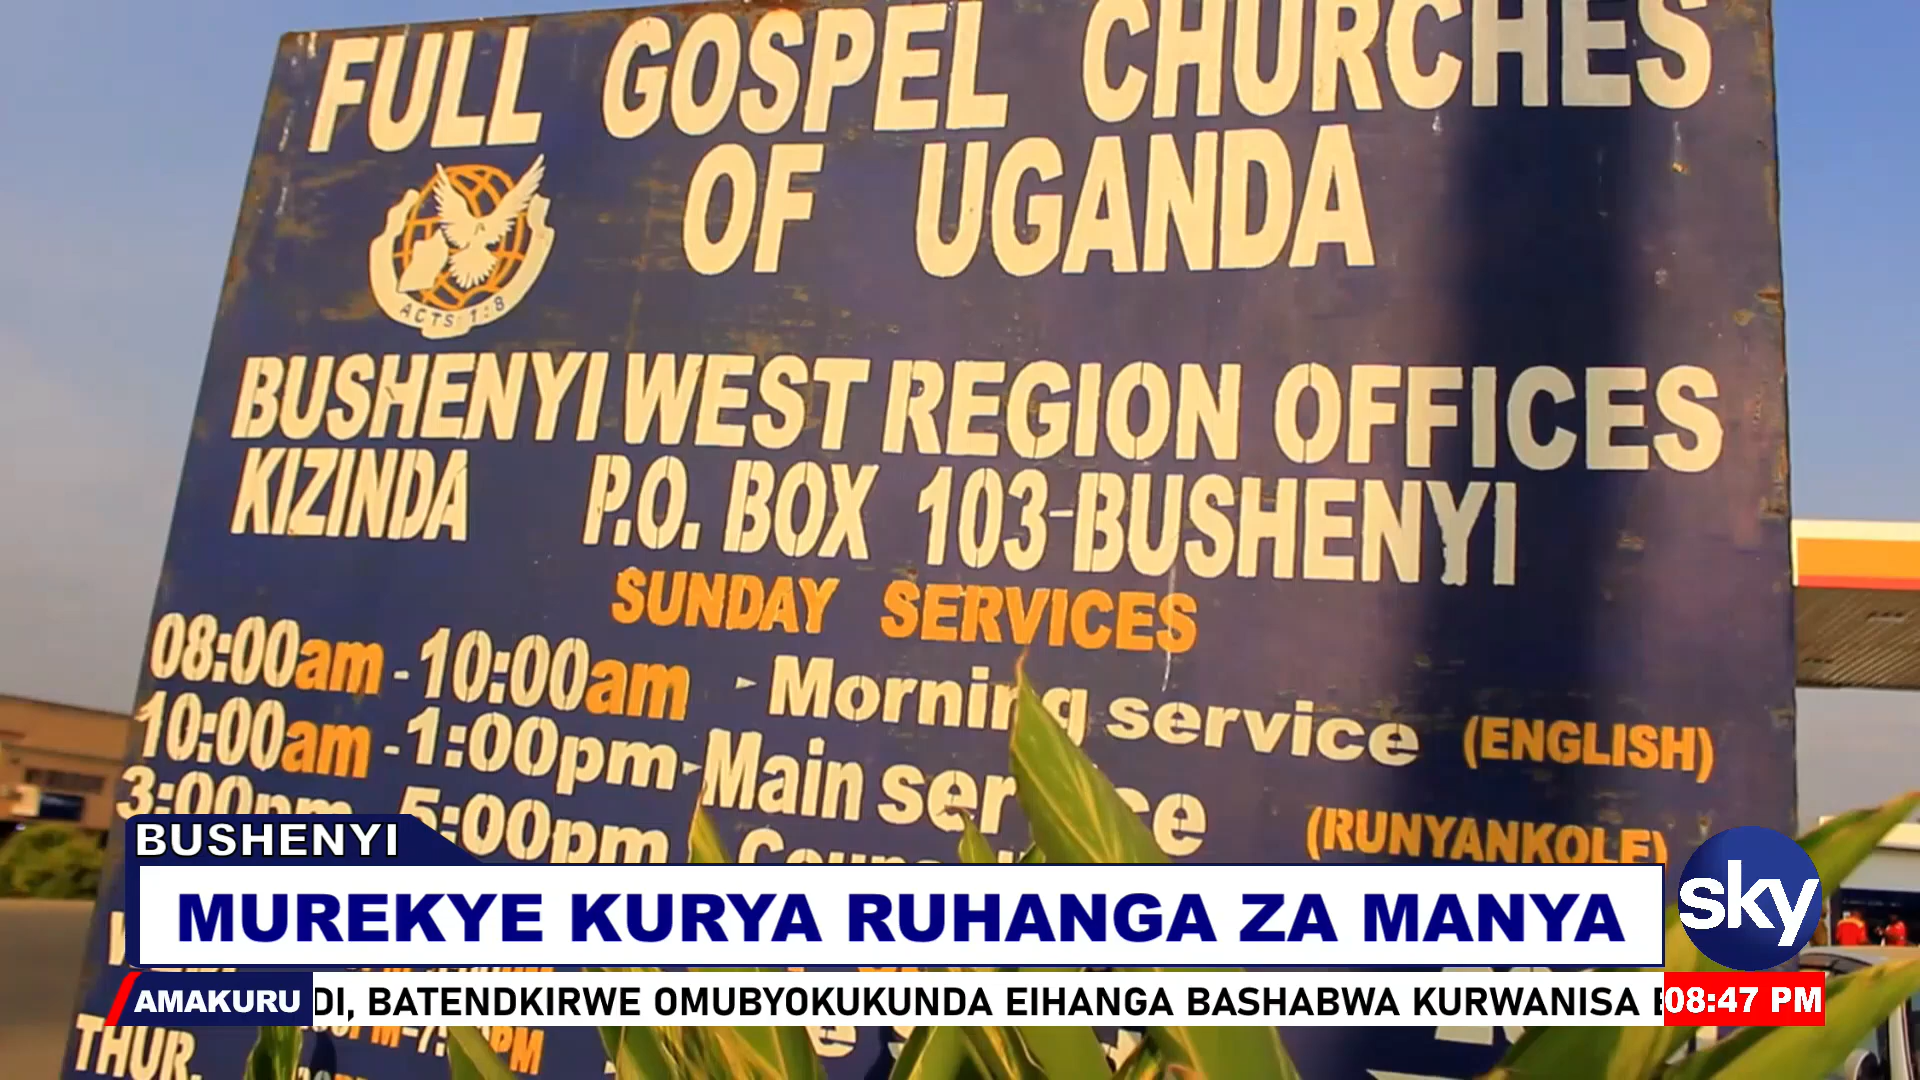 FULL GOSPEL CHURCHES
OF UGANDA
ACTS 1:8
BUSHENYI WEST REGION OFFICES
KIZINDA P.O. BOX 103-BUSHENYI
SUNDAY SERVICES
08:00am - 10:00am - Morning service (ENGLISH)
10:00am - 1:00pm - Main service (RUNYANKOLE)
3:00pm 5:00pm
BUSHENYI
MUREKYE KURYA RUHANGA ZA MANYA
sky
AMAKURU DI, BATENDKIRWE OMUBYOKUKUNDA EIHANGA BASHABWA KURWANISA 08:47 PM
THUR.